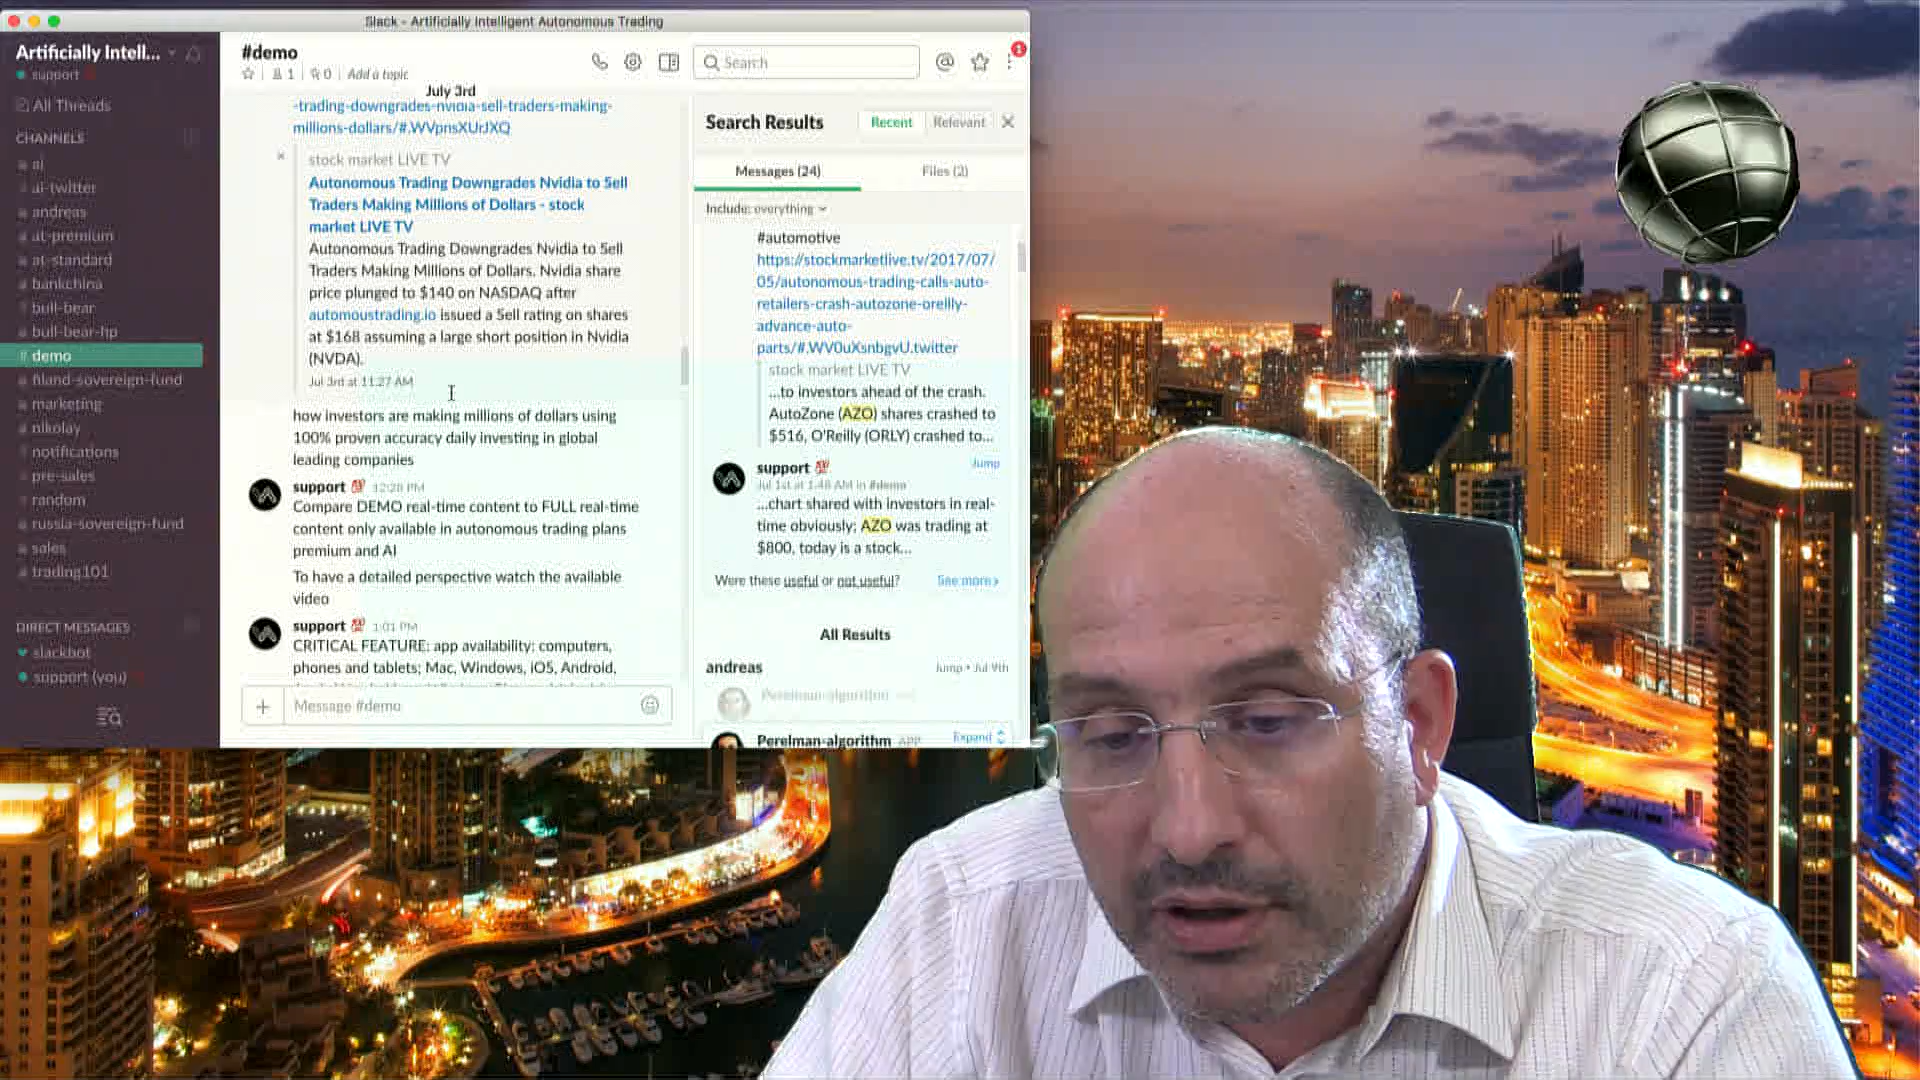 Slack - Artificially Intelligent Autonomous Trading
Artificially Intell...
support
All Threads
CHANNELS
ai
ai-twitter
andreas
at-premium
at-standard
bankchina
bull-bear
bull-bear-hp
# demo
filand-sovereign-fund
marketing
nikolay
notifications
pre-sales
random
russia-sovereign-fund
sales
trading101
DIRECT MESSAGES
slackbot
support (you)
#demo
1
0
Add a topic
Search
1
July 3rd
-trading-downgrades-nvidia-sell-traders-making-
millions-dollars/#.WVpnsXUrJXQ
stock market LIVE TV
Autonomous Trading Downgrades Nvidia to Sell
Traders Making Millions of Dollars - stock
market LIVE TV
Autonomous Trading Downgrades Nvidia to Sell
Traders Making Millions of Dollars. Nvidia share
price plunged to $140 on NASDAQ after
automoustrading.io issued a Sell rating on shares
at $168 assuming a large short position in Nvidia
(NVDA).
Jul 3rd at 11:27 AM
how investors are making millions of dollars using
100% proven accuracy daily investing in global
leading companies
support 12:28 PM
Compare DEMO real-time content to FULL real-time
content only available in autonomous trading plans
premium and AI
To have a detailed perspective watch the available
video
support 1:01 PM
CRITICAL FEATURE: app availability: computers,
phones and tablets; Mac, Windows, iOS, Android,
Message #demo
Search Results
Recent
Relevant
Messages (24)
Files (2)
Include: everything
#automotive
https://stockmarketlive.tv/2017/07/
05/autonomous-trading-calls-auto-
retailers-crash-autozone-oreilly-
advance-auto-
parts/#.WV0uXsnbgvU.twitter
stock market LIVE TV
...to investors ahead of the crash.
AutoZone (AZO) shares crashed to
$516, O'Reilly (ORLY) crashed to...
support
Jump
Jul 1st at 1:48 AM in #demo
...chart shared with investors in real-
time obviously; AZO was trading at
$800, today is a stock...
Were these useful or not useful?
See more
All Results
andreas
Jump • Jul 9th
Perelman-algorithm
Perelman-algorithm APP
Expand